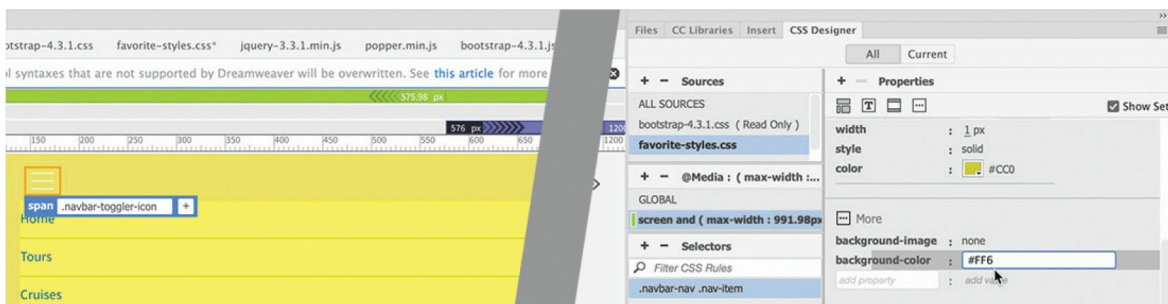 otstrap-4.3.1.css favorite-styles.css* jquery-3.3.1.min.js popper.min.js bootstrap-4.3.1.js
l syntaxes that are not supported by Dreamweaver will be overwritten. See this article for more
575.98 px
576 px 1200
150 200 250 300 350 400 450 500 550 600 650 1200
span .navbar-toggler-icon +
Home
Tours
Cruises
Files CC Libraries Insert CSS Designer
All Current
+ − Sources
ALL SOURCES
bootstrap-4.3.1.css ( Read Only )
favorite-styles.css
+ − @Media : ( max-width :...
GLOBAL
screen and ( max-width : 991.98px
+ − Selectors
Filter CSS Rules
.navbar-nav .nav-item
+ − Properties
T Show Set
width : 1 px
style : solid
color : #CC0
More
background-image : none
background-color : #FF6
add property : add value